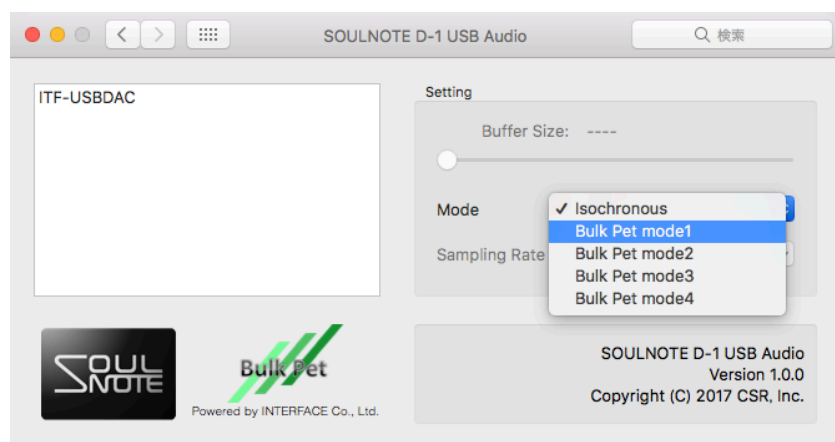 SOULNOTE D-1 USB Audio
検索
ITF-USBDAC
Setting
Buffer Size: ----
Mode
✓ Isochronous
Bulk Pet mode1
Bulk Pet mode2
Bulk Pet mode3
Bulk Pet mode4
Sampling Rate
SOUL
NOTE
Bulk Pet
Powered by INTERFACE Co., Ltd.
SOULNOTE D-1 USB Audio
Version 1.0.0
Copyright (C) 2017 CSR, Inc.